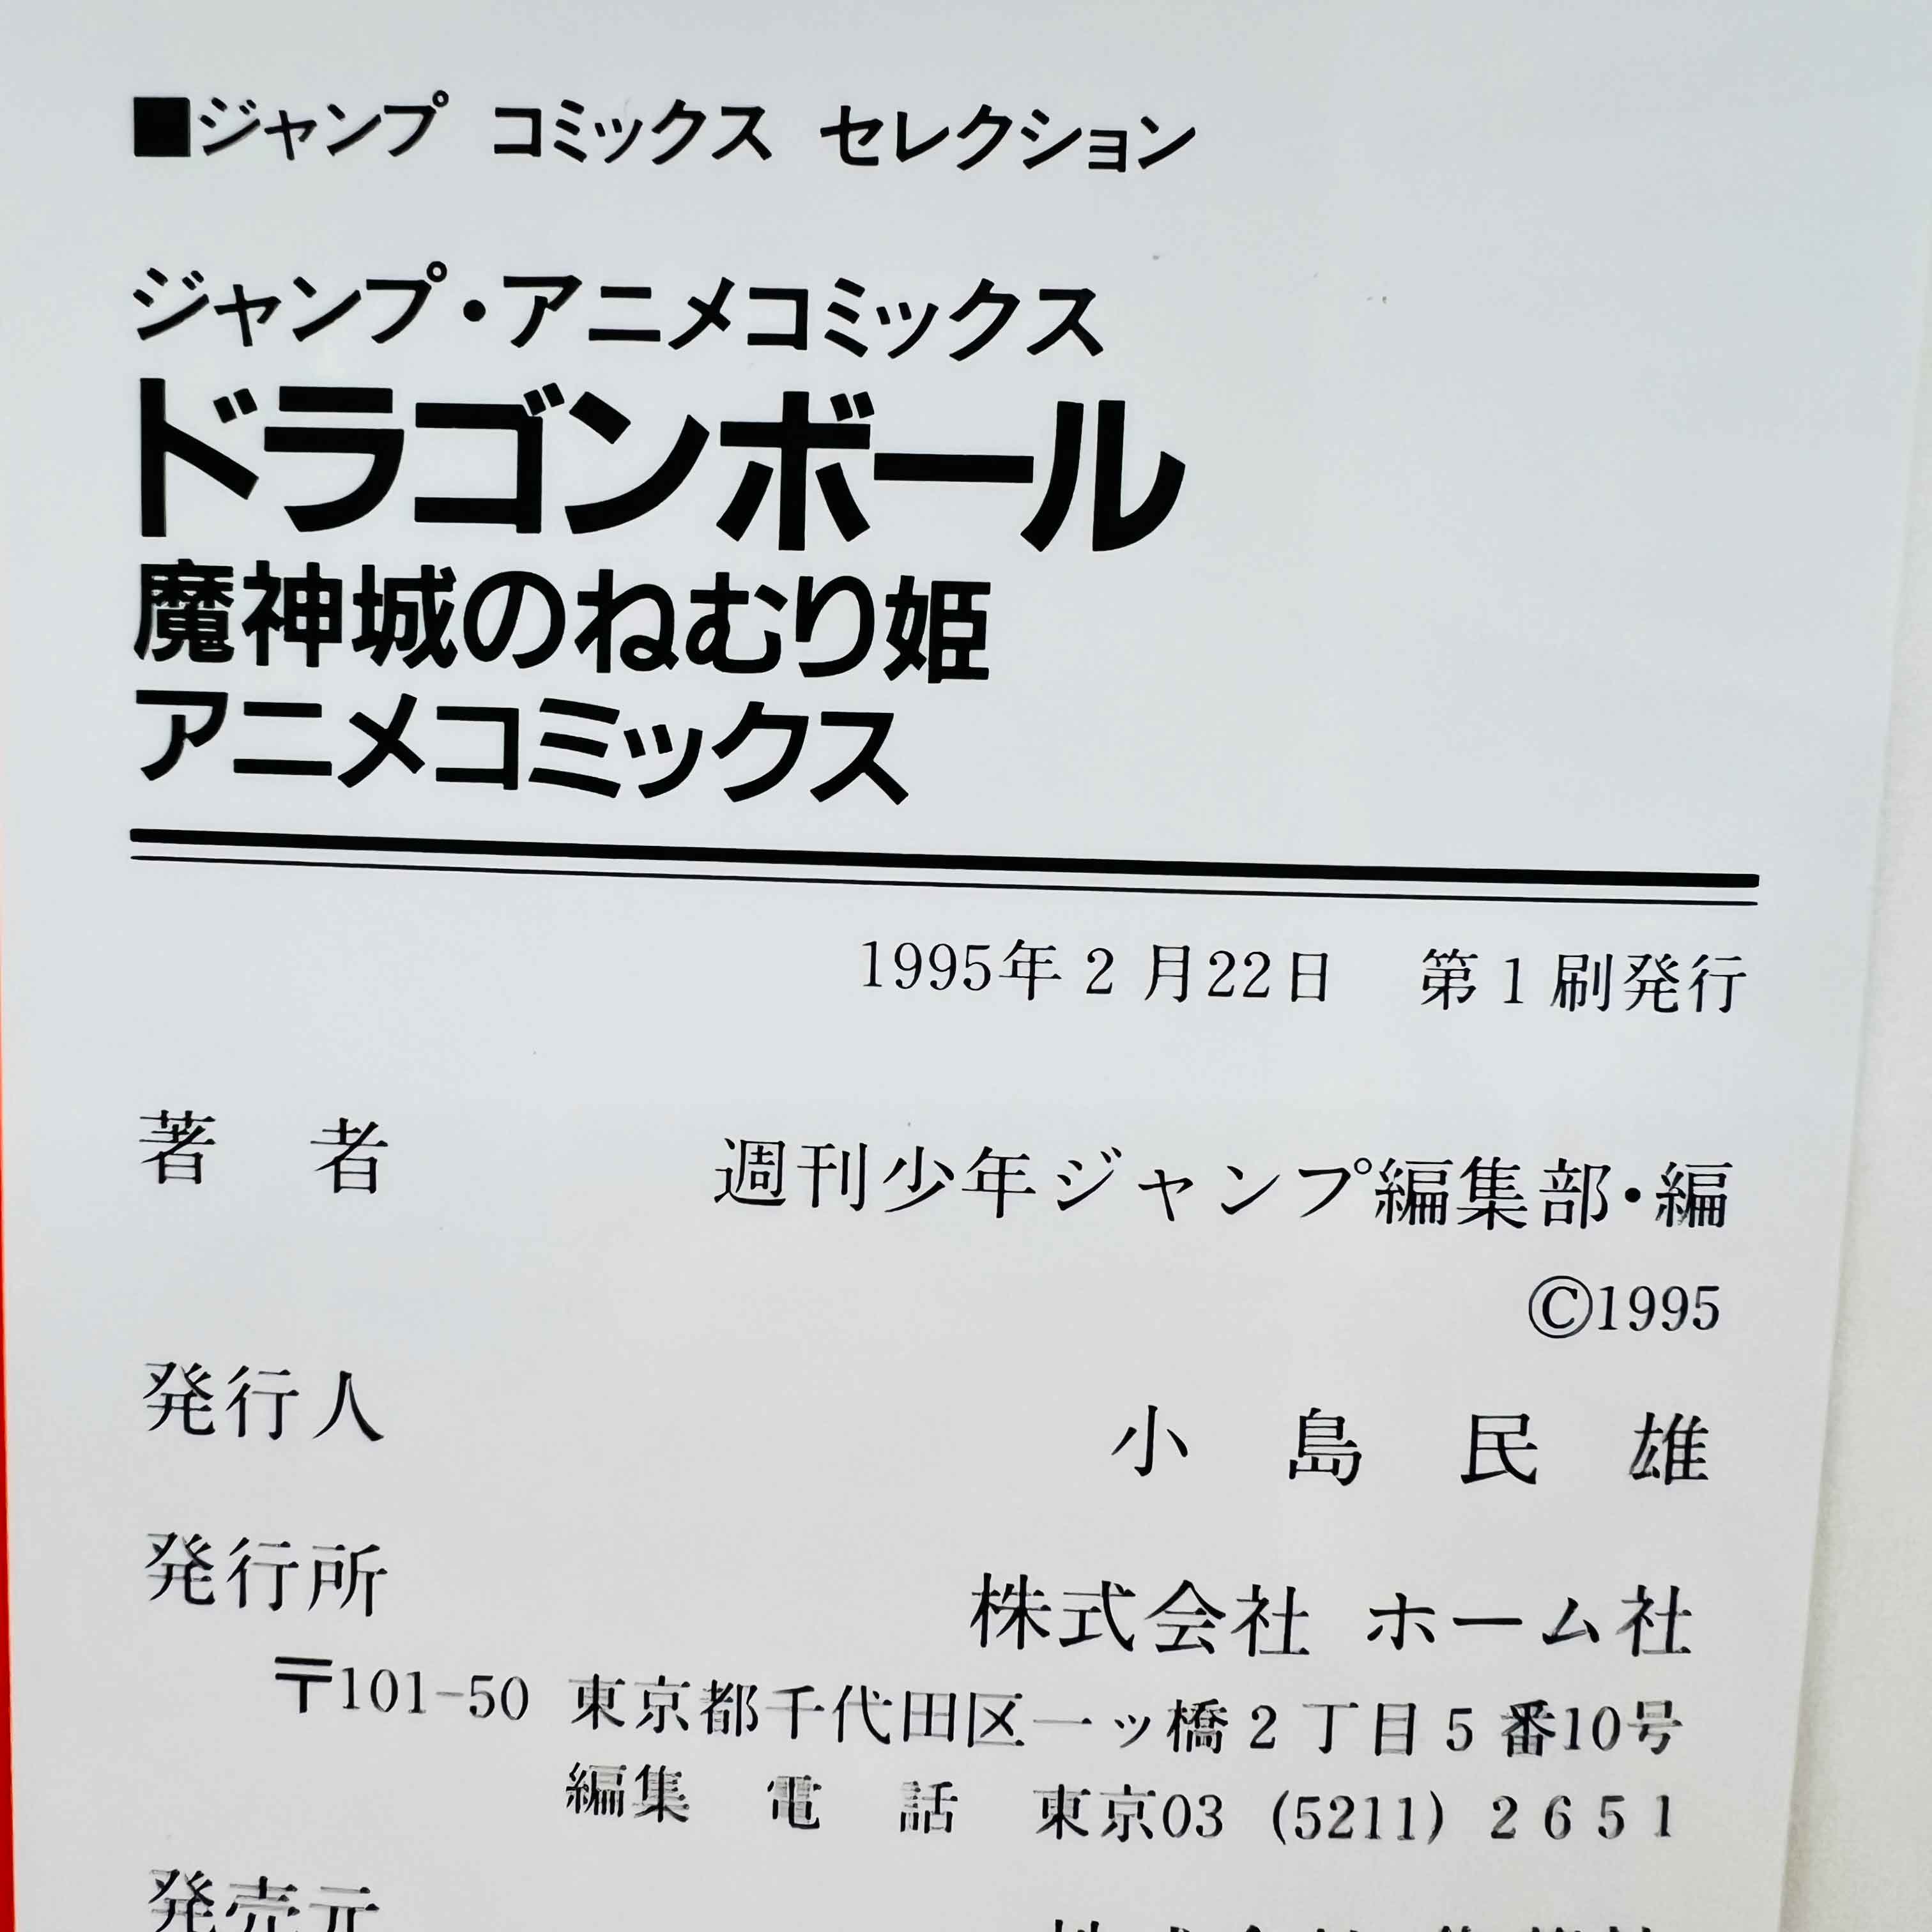 ■ジャンプ コミックス セレクション
ジャンプ・アニメコミックス
ドラゴンボール
魔神城のねむり姫
アニメコミックス
1995年2月22日 第1刷発行
著者 週刊少年ジャンプ編集部・編
©1995
発行人 小島民雄
発行所 株式会社 ホーム社
〒101-50 東京都千代田区一ッ橋2丁目5番10号
編集 電話 東京03 (5211) 2651
発売元